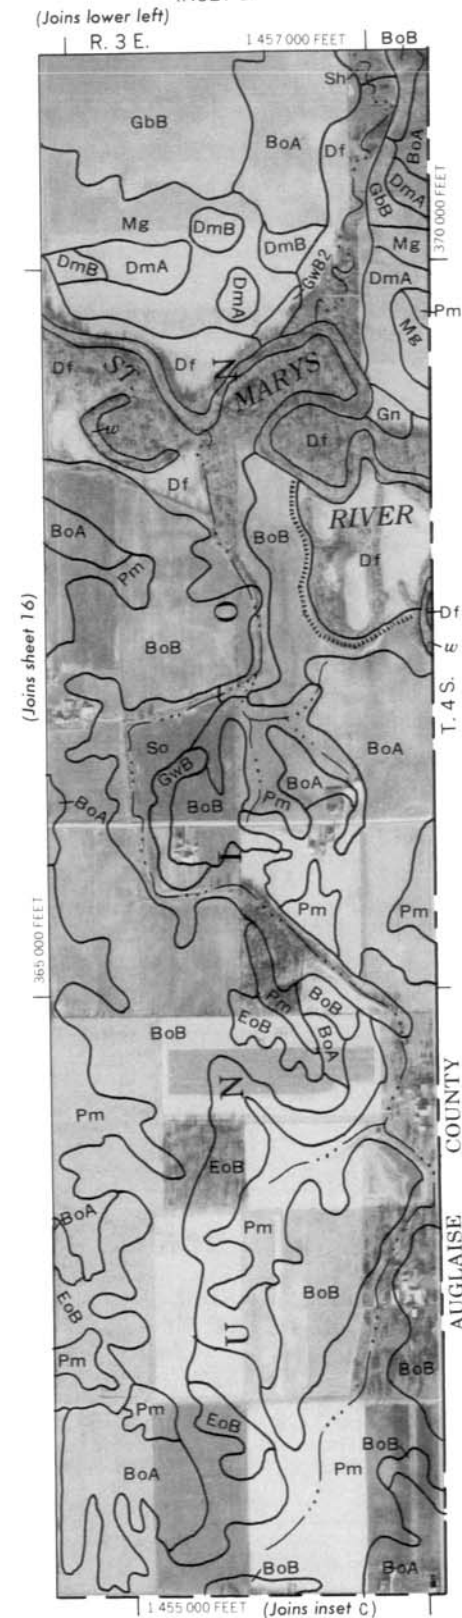 (Joins lower left)
R. 3 E.
1 457 000 FEET
BoB
Sh
GbB
BoA
Df
BoA
DmA
GbB
370 000 FEET
Mg
DmB
DmB
Mg
DmB
DmA
GwB2
DmA
DmA
Pm
Mg
Df
Df
ST. MARYS
N
Gn
w
Df
Df
RIVER
BoA
BoB
Df
Pm
O
Df
w
BoB
T. 4 S.
(Joins sheet 16)
So
BoA
GwB
BoA
BoB
Pm
BoA
I
Pm
Pm
365 000 FEET
Pm
BoB
EoB
BoB
BoA
N
Pm
COUNTY
EoB
BoA
Pm
BoB
EoB
AUGLAISE
U
Pm
BoB
Pm
EoB
BoB
BoA
Pm
BoB
BoA
1 455 000 FEET
(Joins inset C)